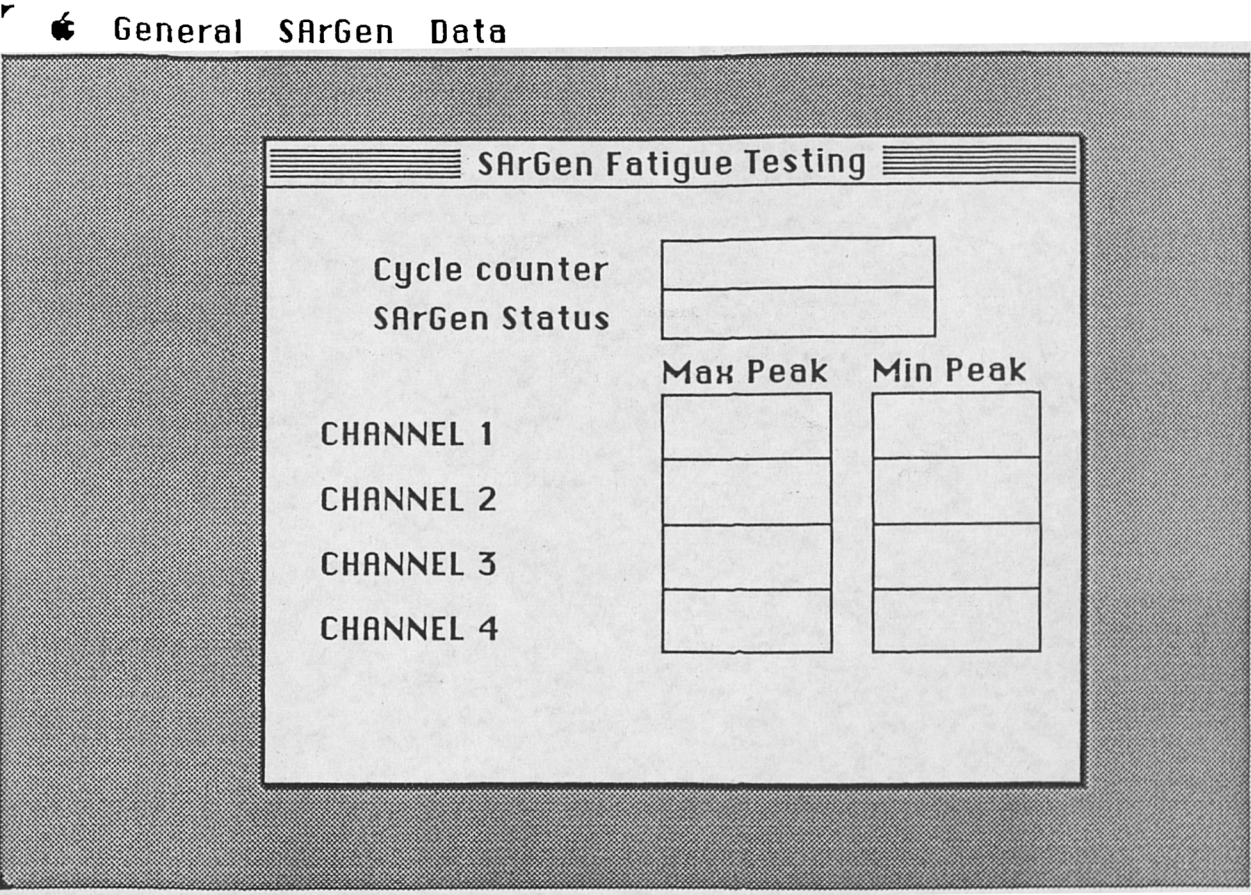 General SArGen Data
SArGen Fatigue Testing
Cycle counter
SArGen Status
Max Peak Min Peak
CHANNEL 1
CHANNEL 2
CHANNEL 3
CHANNEL 4